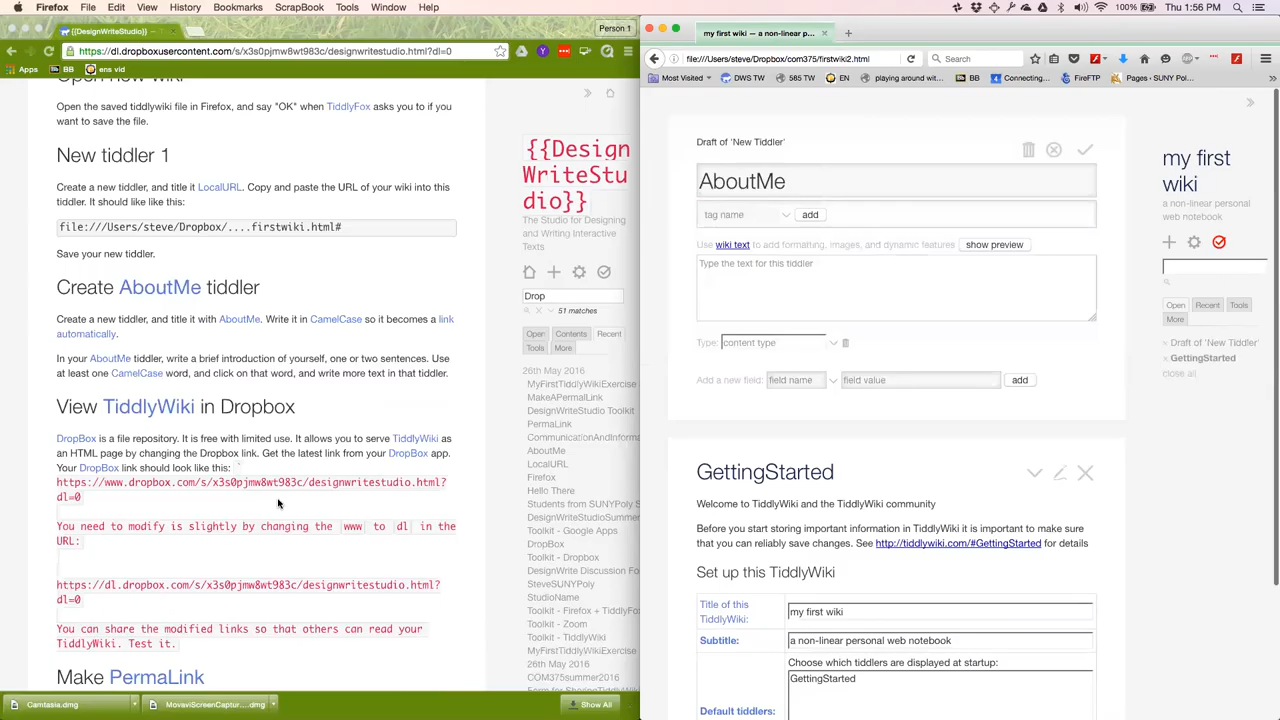 Firefox File Edit View History Bookmarks ScrapBook Tools Window Help
100% Thu 1:56 PM
{{DesignWriteStudio}} –
Person 1
https://dl.dropboxusercontent.com/s/x3s0pjmw8wt983c/designwritestudio.html?dl=0
Apps BB ens vid
Open the saved tiddlywiki file in Firefox, and say "OK" when TiddlyFox asks you to if you
want to save the file.
New tiddler 1
Create a new tiddler, and title it LocalURL. Copy and paste the URL of your wiki into this
tiddler. It should like like this:
file:///Users/steve/Dropbox/....firstwiki.html#
Save your new tiddler.
Create AboutMe tiddler
Create a new tiddler, and title it with AboutMe. Write it in CamelCase so it becomes a link
automatically.
In your AboutMe tiddler, write a brief introduction of yourself, one or two sentences. Use
at least one CamelCase word, and click on that word, and write more text in that tiddler.
View TiddlyWiki in Dropbox
DropBox is a file repository. It is free with limited use. It allows you to serve TiddlyWiki as
an HTML page by changing the Dropbox link. Get the latest link from your DropBox app.
Your DropBox link should look like this: `
https://www.dropbox.com/s/x3s0pjmw8wt983c/designwritestudio.html?
dl=0
You need to modify is slightly by changing the www to dl in the
URL:
https://dl.dropbox.com/s/x3s0pjmw8wt983c/designwritestudio.html?
dl=0
You can share the modified links so that others can read your
TiddlyWiki. Test it.
Make PermaLink
{{Design
WriteStu
dio}}
The Studio for Designing
and Writing Interactive
Texts
Drop
51 matches
Open Contents Recent
Tools More
26th May 2016
MyFirstTiddlyWikiExercise
MakeAPermalLink
DesignWriteStudio Toolkit
PermaLink
CommunicationAndInforma
AboutMe
LocalURL
Firefox
Hello There
Students from SUNYPoly S
DesignWriteStudioSumme
Toolkit - Google Apps
DropBox
Toolkit - Dropbox
DesignWrite Discussion Fo
SteveSUNYPoly
StudioName
Toolkit - Firefox + TiddlyFo
Toolkit - Zoom
Toolkit - TiddlyWiki
MyFirstTiddlyWikiExercise
26th May 2016
COM375summer2016
Camtasia.dmg MovaviScreenCaptur....dmg Show All
my first wiki — a non-linear p...
file:///Users/steve/Dropbox/com375/firstwiki2.html
Search
Most Visited DWS TW playing around wit... BB Connecting... Pages - SUNY Pol...
Draft of 'New Tiddler'
AboutMe
tag name add
Use wiki text to add formatting, images, and dynamic features show preview
Type the text for this tiddler
Type: content type
Add a new field: field name field value add
GettingStarted
Welcome to TiddlyWiki and the TiddlyWiki community
Before you start storing important information in TiddlyWiki it is important to make sure
that you can reliably save changes. See http://tiddlywiki.com/#GettingStarted for details
Set up this TiddlyWiki
Title of this
TiddlyWiki:
my first wiki
Subtitle: a non-linear personal web notebook
Choose which tiddlers are displayed at startup:
GettingStarted
Default tiddlers:
my first
wiki
a non-linear personal
web notebook
Open Recent Tools
More
Draft of 'New Tiddler'
GettingStarted
close all